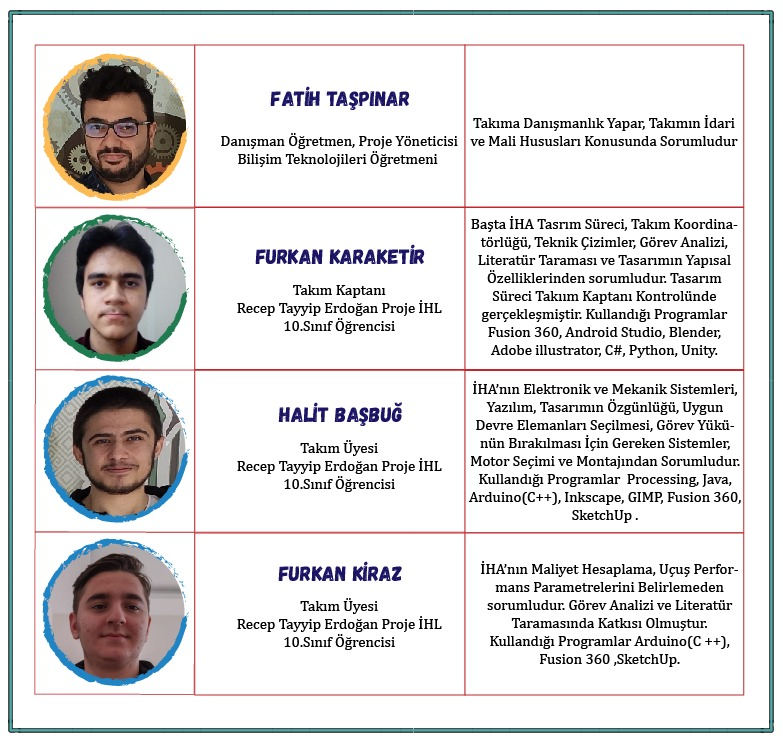 FATİH TAŞPINAR
Danışman Öğretmen, Proje Yöneticisi
Bilişim Teknolojileri Öğretmeni
Takıma Danışmanlık Yapar, Takımın İdari
ve Mali Hususları Konusunda Sorumludur
FURKAN KARAKETİR
Takım Kaptanı
Recep Tayyip Erdoğan Proje İHL
10.Sınıf Öğrencisi
Başta İHA Tasrım Süreci, Takım Koordina-
törlüğü, Teknik Çizimler, Görev Analizi,
Literatür Taraması ve Tasarımın Yapısal
Özelliklerinden sorumludur. Tasarım
Süreci Takıım Kaptanı Kontrolünde
gerçekleşmiştir. Kullandığı Programlar
Fusion 360, Android Studio, Blender,
Adobe illustrator, C#, Python, Unity.
HALİT BAŞBUĞ
Takım Üyesi
Recep Tayyip Erdoğan Proje İHL
10.Sınıf Öğrencisi
İHA’nın Elektronik ve Mekanik Sistemleri,
Yazılım, Tasarımın Özgünlüğü, Uygun
Devre Elemanları Seçilmesi, Görev Yükü-
nün Bırakılması İçin Gereken Sistemler,
Motor Seçimi ve Montajından Sorumludur.
Kullandığı Programlar Processing, Java,
Arduino(C++), Inkscape, GIMP, Fusion 360,
SketchUp .
FURKAN KİRAZ
Takım Üyesi
Recep Tayyip Erdoğan Proje İHL
10.Sınıf Öğrencisi
İHA’nın Maliyet Hesaplama, Uçuş Perfor-
mans Parametrelerini Belirlemeden
sorumludur. Görev Analizi ve Literatür
Taramasında Katkısı Olmuştur.
Kullandığı Programlar Arduino(C ++),
Fusion 360 ,SketchUp.